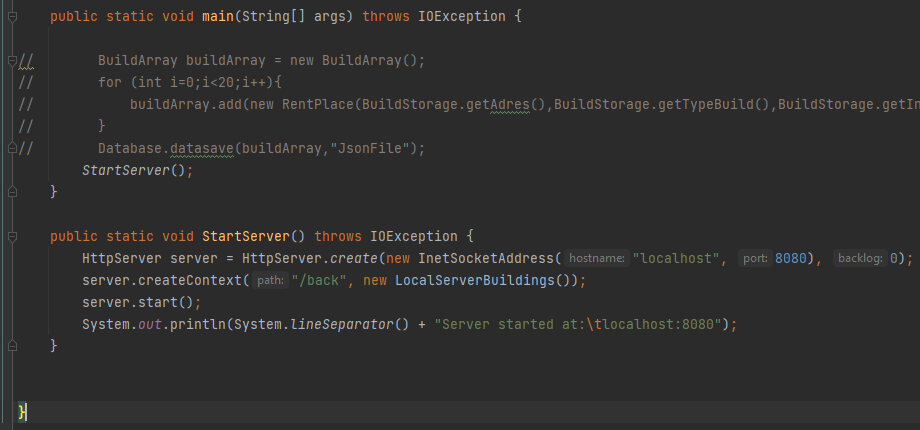 public static void main(String[] args) throws IOException {
//        BuildArray buildArray = new BuildArray();
//        for (int i=0;i<20;i++){
//            buildArray.add(new RentPlace(BuildStorage.getAdres(),BuildStorage.getTypeBuild(),BuildStorage.getIn
//        }
//        Database.datasave(buildArray,"JsonFile");
StartServer();
}
public static void StartServer() throws IOException {
HttpServer server = HttpServer.create(new InetSocketAddress( hostname: "localhost", port: 8080), backlog: 0);
server.createContext( path: "/back", new LocalServerBuildings());
server.start();
System.out.println(System.lineSeparator() + "Server started at:\tlocalhost:8080");
}
}